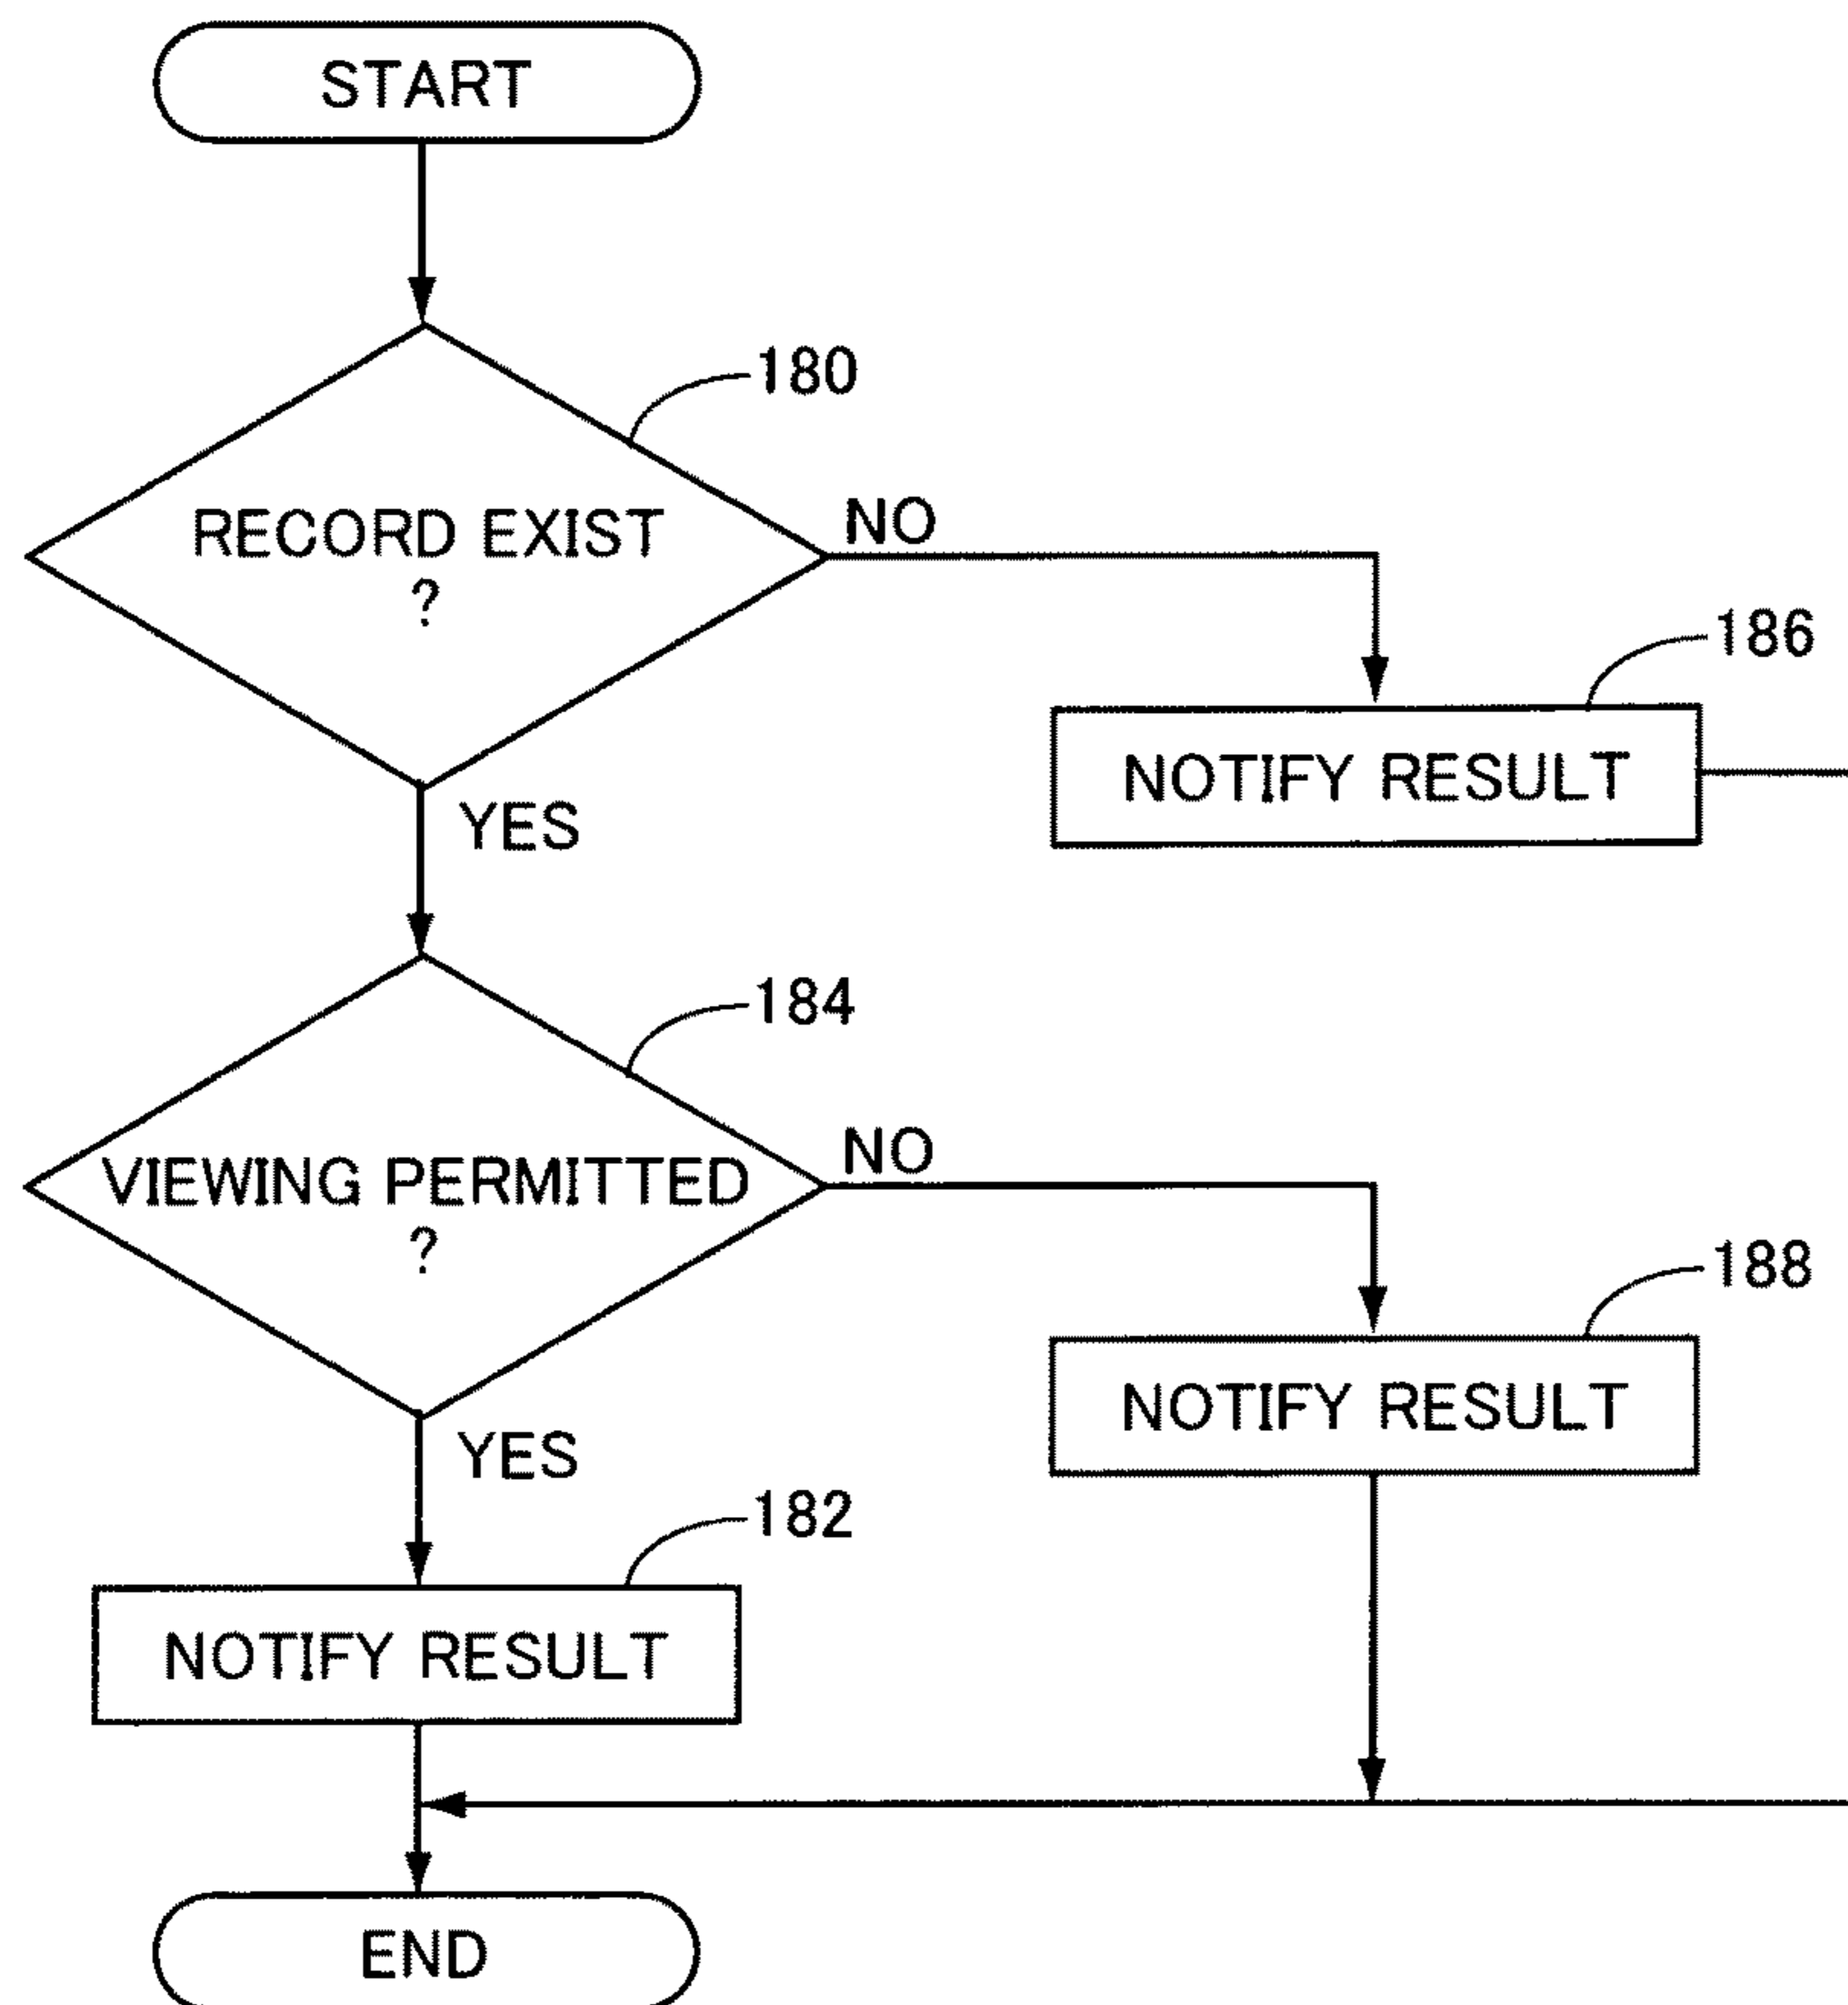 START
180
RECORD EXIST
?
NO
186
NOTIFY RESULT
YES
184
VIEWING PERMITTED
?
NO
188
NOTIFY RESULT
YES
182
NOTIFY RESULT
END